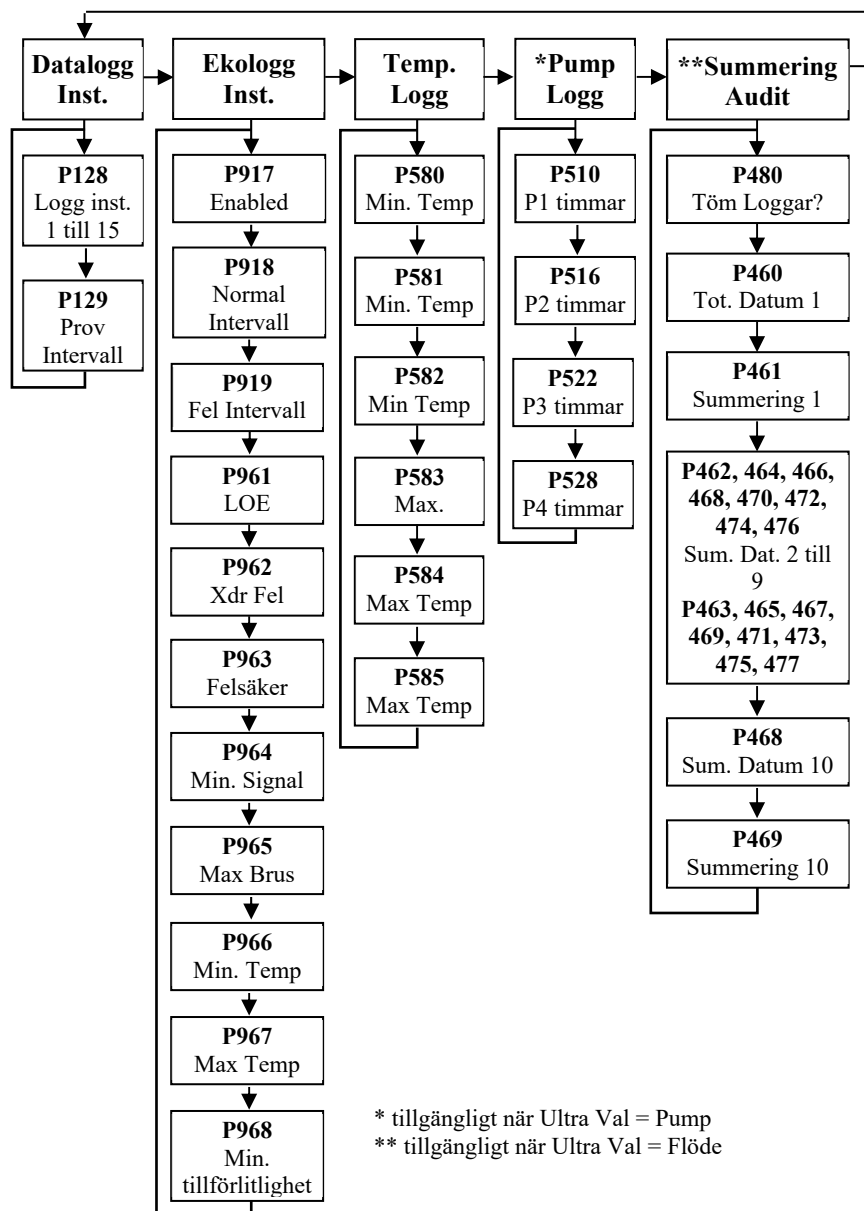 Datalogg
Inst.
Ekologg
Inst.
Temp.
Logg
*Pump
Logg
**Summering
Audit
P128
Logg inst.
1 till 15
P129
Prov
Intervall
P917
Enabled
P918
Normal
Intervall
P919
Fel Intervall
P961
LOE
P962
Xdr Fel
P963
Felsäker
P964
Min. Signal
P965
Max Brus
P966
Min. Temp
P967
Max Temp
P968
Min.
tillförlitlighet
P580
Min. Temp
P581
Min. Temp
P582
Min Temp
P583
Max.
P584
Max Temp
P585
Max Temp
P510
P1 timmar
P516
P2 timmar
P522
P3 timmar
P528
P4 timmar
P480
Töm Loggar?
P460
Tot. Datum 1
P461
Summering 1
P462, 464, 466,
468, 470, 472,
474, 476
Sum. Dat. 2 till
9
P463, 465, 467,
469, 471, 473,
475, 477
P468
Sum. Datum 10
P469
Summering 10
* tillgängligt när Ultra Val = Pump
** tillgängligt när Ultra Val = Flöde